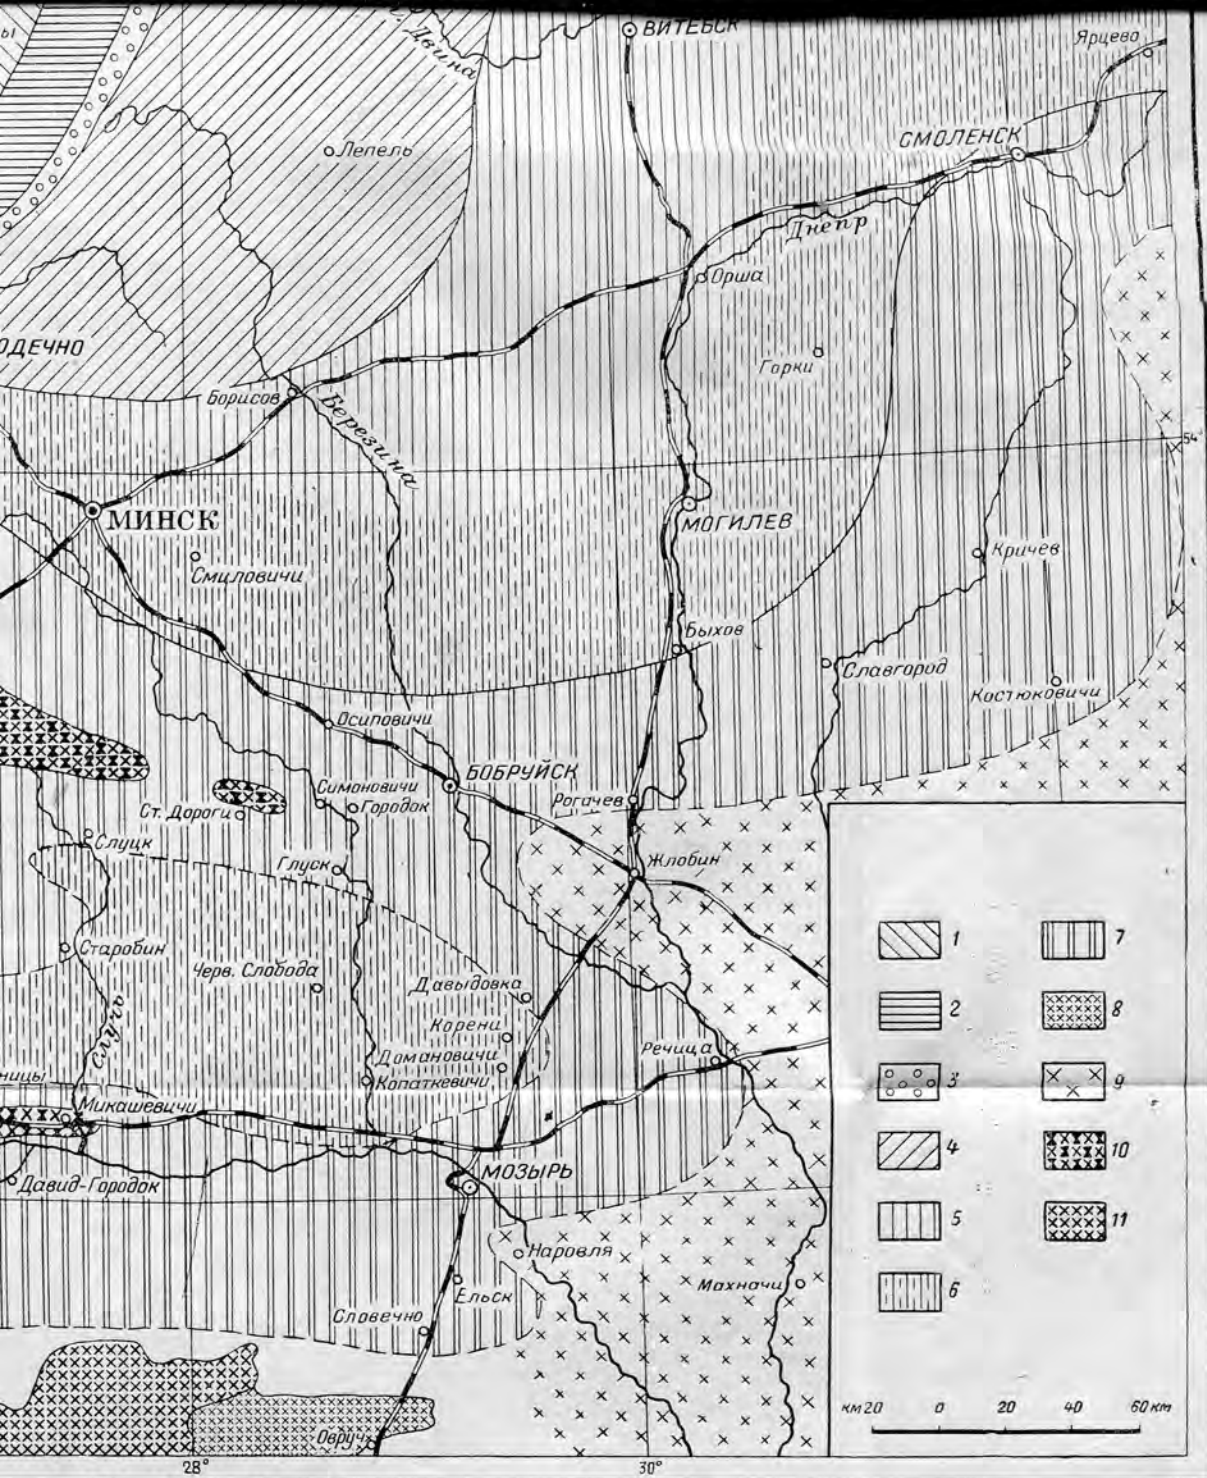 С. Двина
ВИТЕБСК
Ярцево
СМОЛЕНСК
Лепель
Днепр
Орша
ОДЕЧНО
Горки
Борисов
Березина
54°
МИНСК
МОГИЛЕВ
Кричев
Смиловичи
Быхов
Славгород
Костюковичи
Осиповичи
БОБРУЙСК
Симоновичи
Рогачев
Городок
Ст. Дороги
Слуцк
Глуск
Жлобин
Старобин
Черв. Слобода
Давыдовка
Случь
Корени
Домановичи
Речица
ницы
Копаткевичи
Микашевичи
МОЗЫРЬ
Давид-Городок
Наровля
Махначи
Ельск
Словечно
Овруч
28°
30°
1
2
3
4
5
6
7
8
9
10
11
км 20 0 20 40 60 км